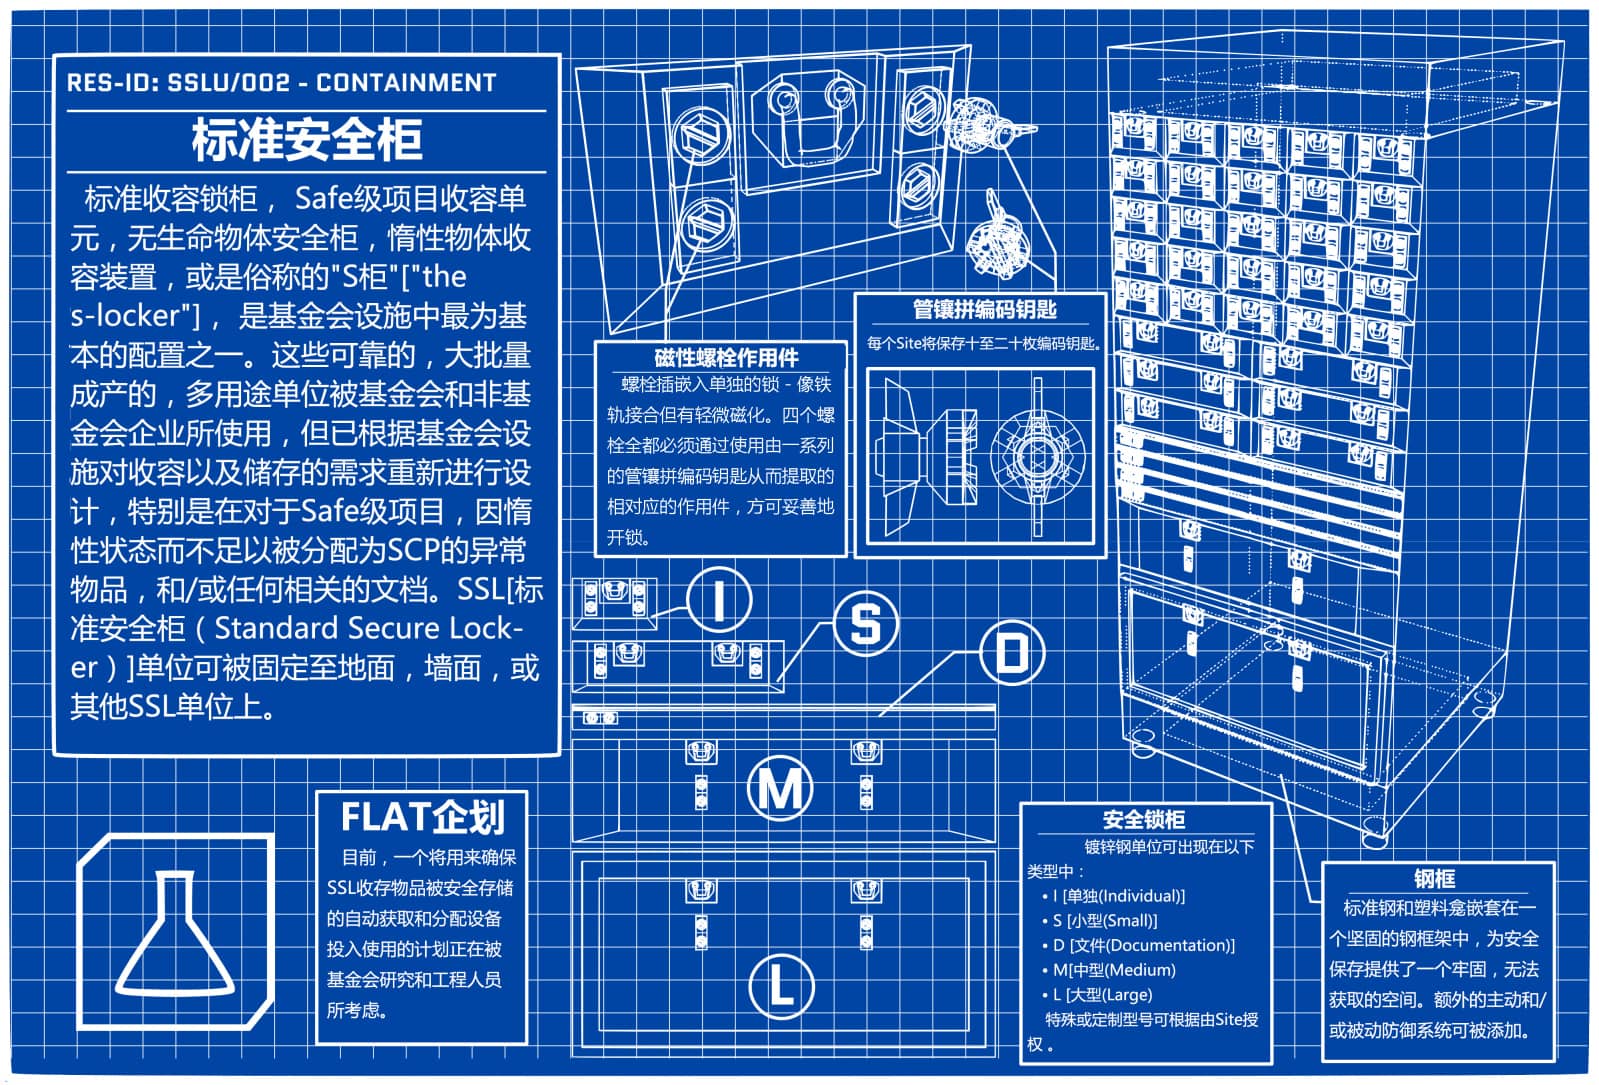 RES-ID: SSLU/002 - CONTAINMENT
标准安全柜
标准收容锁柜， Safe级项目收容单
元，无生命物体安全柜，惰性物体收
容装置，或是俗称的"S柜"["the
s-locker"]， 是基金会设施中最为基
本的配置之一。这些可靠的，大批量
成产的，多用途单位被基金会和非基
金会企业所使用，但已根据基金会设
施对收容以及储存的需求重新进行设
计，特别是在对于Safe级项目，因惰
性状态而不足以被分配为SCP的异常
物品，和/或任何相关的文档。SSL[标
准安全柜（Standard Secure Lock-
er）]单位可被固定至地面，墙面，或
其他SSL单位上。
磁性螺栓作用件
螺栓插嵌入单独的锁 - 像铁
轨接合但有轻微磁化。四个螺
栓全都必须通过使用由一系列
的管镶拼编码钥匙从而提取的
相对应的作用件，方可妥善地
开锁。
管镶拼编码钥匙
每个Site将保存十至二十枚编码钥匙。
I
S
D
M
L
FLAT企划
目前，一个将用来确保
SSL收存物品被安全存储
的自动获取和分配设备
投入使用的计划正在被
基金会研究和工程人员
所考虑。
安全锁柜
镀锌钢单位可出现在以下
类型中：
• I [单独(Individual)]
• S [小型(Small)]
• D [文件(Documentation)]
• M[中型(Medium)
• L [大型(Large)
特殊或定制型号可根据由Site授
权 。
钢框
标准钢和塑料龛嵌套在一
个坚固的钢框架中，为安全
保存提供了一个牢固，无法
获取的空间。额外的主动和/
或被动防御系统可被添加。